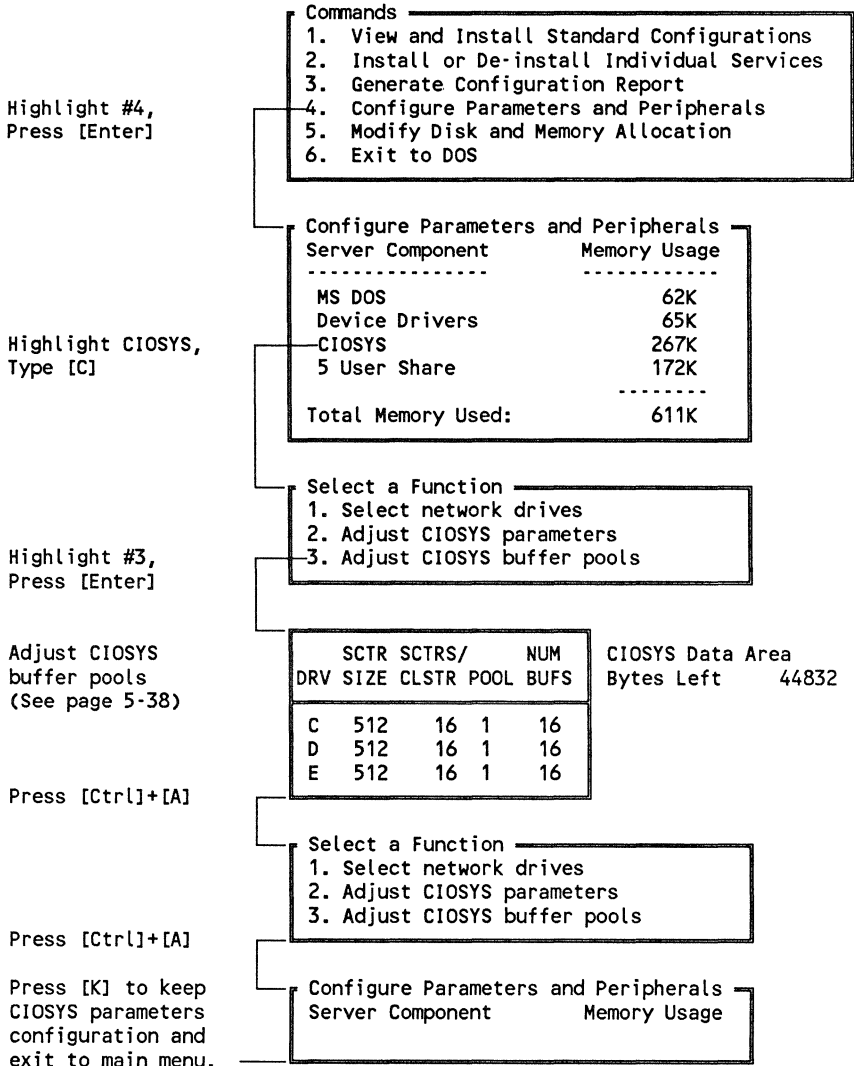 Commands
1. View and Install Standard Configurations
2. Install or De-install Individual Services
3. Generate Configuration Report
Highlight #4,
Press [Enter]
4. Configure Parameters and Peripherals
5. Modify Disk and Memory Allocation
6. Exit to DOS
Configure Parameters and Peripherals
Server Component Memory Usage
---------------- ------------
MS DOS 62K
Device Drivers 65K
Highlight CIOSYS,
Type [C]
CIOSYS 267K
5 User Share 172K
--------
Total Memory Used: 611K
Select a Function
1. Select network drives
2. Adjust CIOSYS parameters
Highlight #3,
Press [Enter]
3. Adjust CIOSYS buffer pools
Adjust CIOSYS
buffer pools
(See page 5-38)
SCTR SCTRS/ NUM
DRV SIZE CLSTR POOL BUFS
C 512 16 1 16
D 512 16 1 16
E 512 16 1 16
CIOSYS Data Area
Bytes Left 44832
Press [Ctrl]+[A]
Select a Function
1. Select network drives
2. Adjust CIOSYS parameters
3. Adjust CIOSYS buffer pools
Press [Ctrl]+[A]
Press [K] to keep
CIOSYS parameters
configuration and
exit to main menu.
Configure Parameters and Peripherals
Server Component Memory Usage